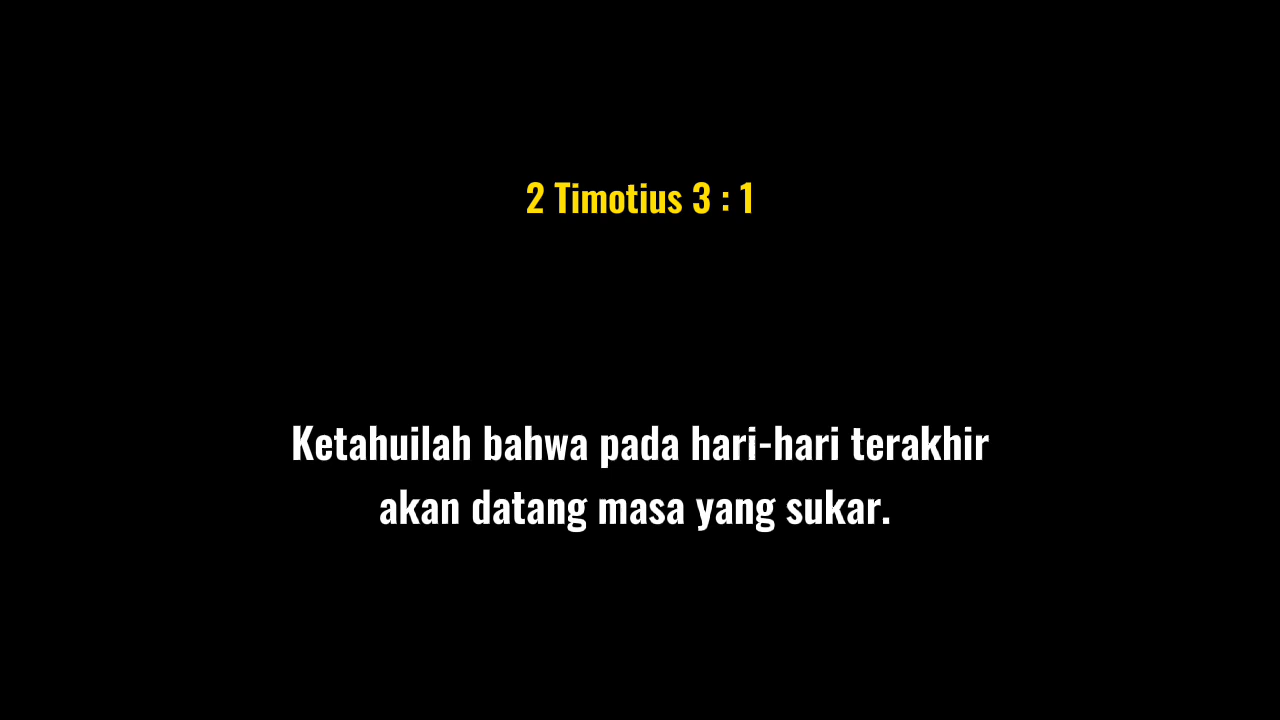 2 Timotius 3 : 1
Ketahuilah bahwa pada hari-hari terakhir
akan datang masa yang sukar.